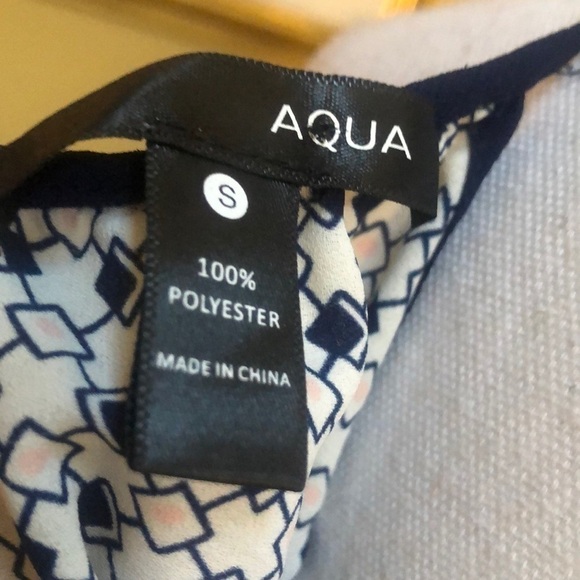 AQUA
S
100%
POLYESTER
MADE IN CHINA